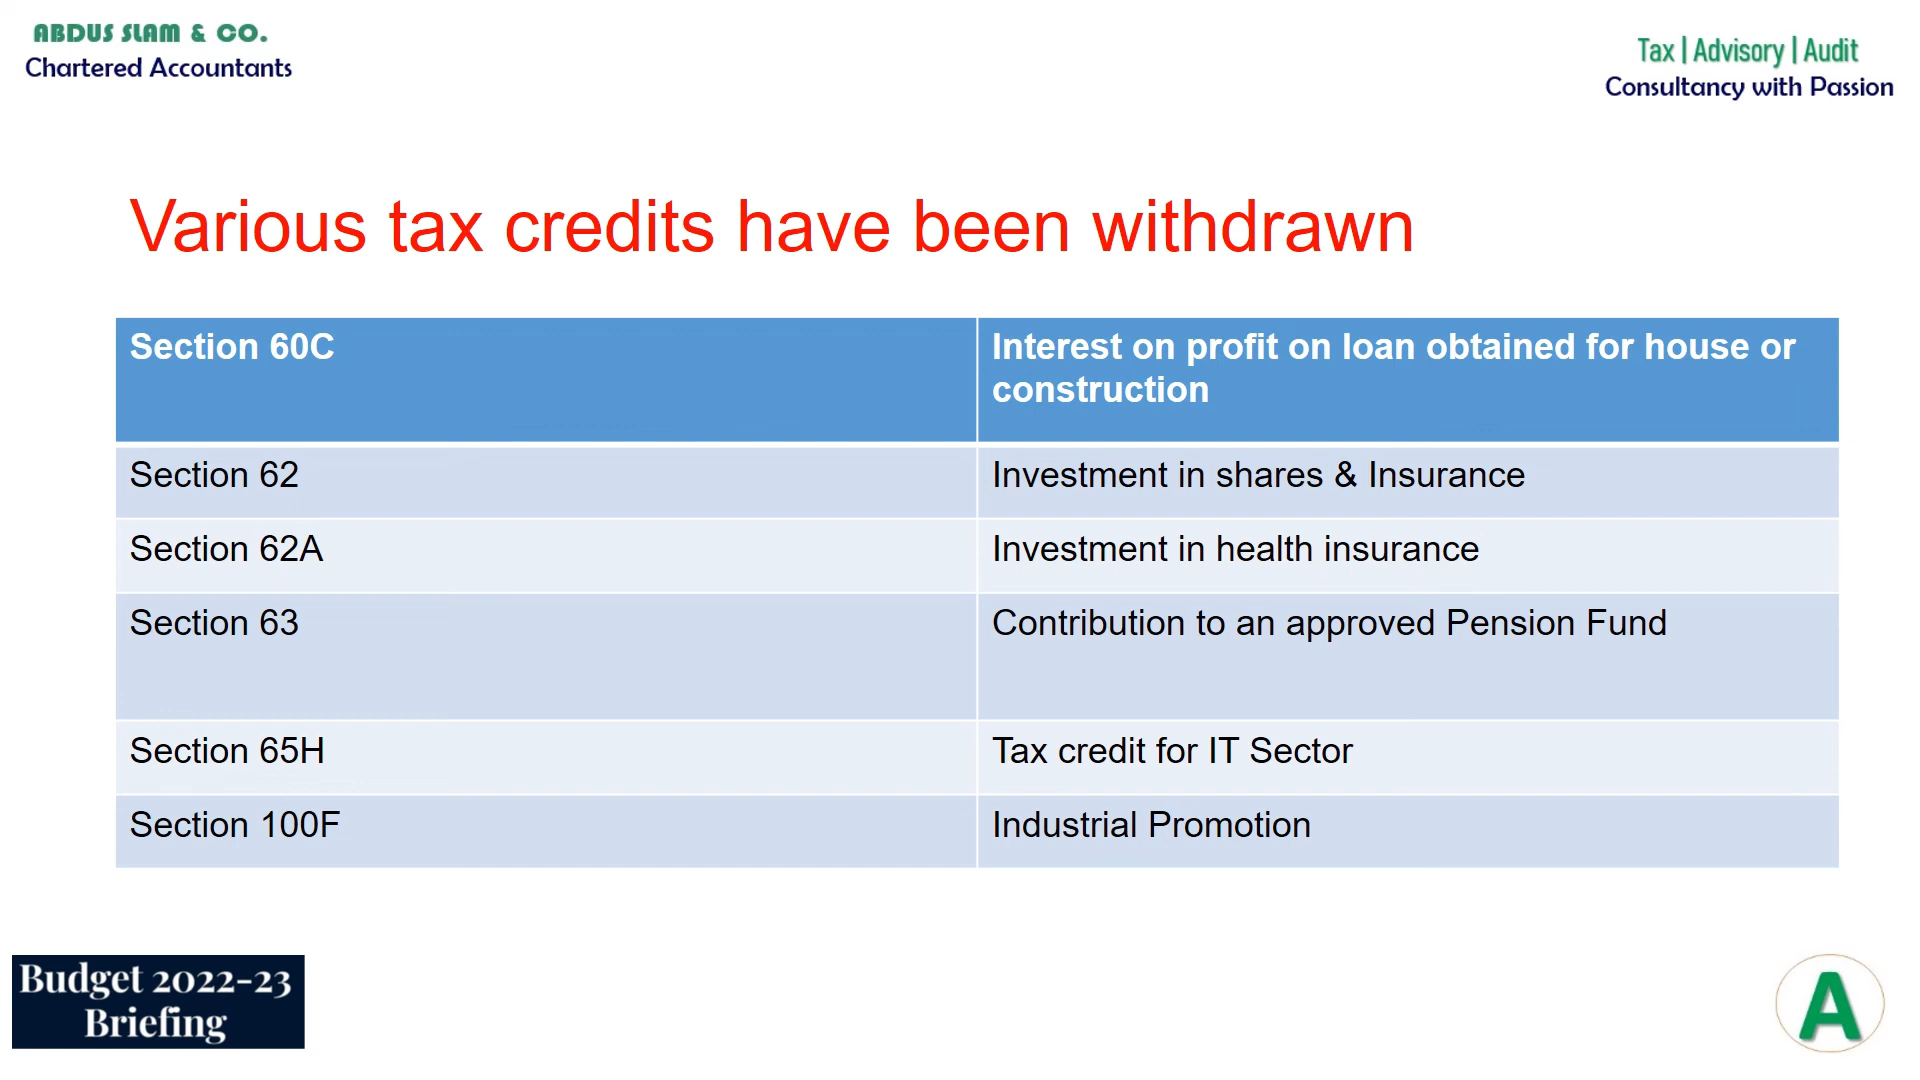 ABDUS SLAM & CO.
Chartered Accountants
Tax | Advisory | Audit
Consultancy with Passion
Various tax credits have been withdrawn
Section 60C
Interest on profit on loan obtained for house or
construction
Section 62
Investment in shares & Insurance
Section 62A
Investment in health insurance
Section 63
Contribution to an approved Pension Fund
Section 65H
Tax credit for IT Sector
Section 100F
Industrial Promotion
Budget 2022-23
Briefing
A